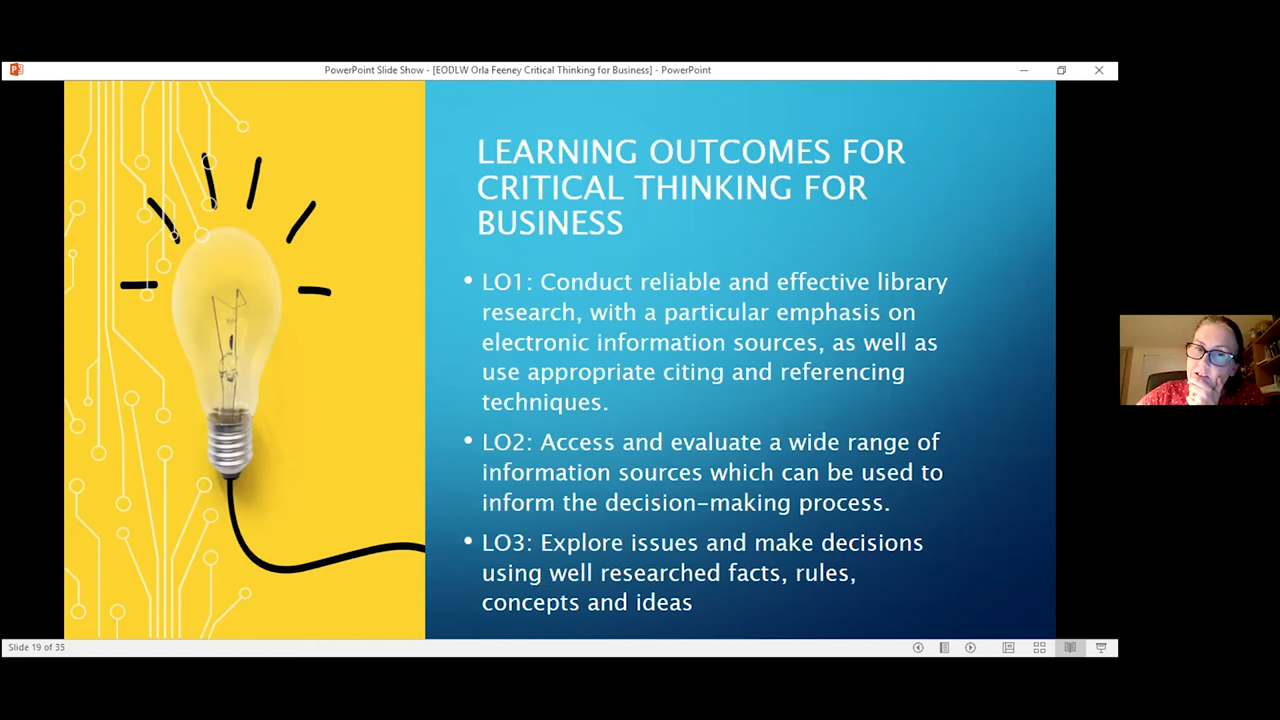 PowerPoint Slide Show - [EODLW Orla Feeney Critical Thinking for Business] - PowerPoint
LEARNING OUTCOMES FOR
CRITICAL THINKING FOR
BUSINESS
• LO1: Conduct reliable and effective library
research, with a particular emphasis on
electronic information sources, as well as
use appropriate citing and referencing
techniques.
• LO2: Access and evaluate a wide range of
information sources which can be used to
inform the decision-making process.
• LO3: Explore issues and make decisions
using well researched facts, rules,
concepts and ideas
Slide 19 of 35